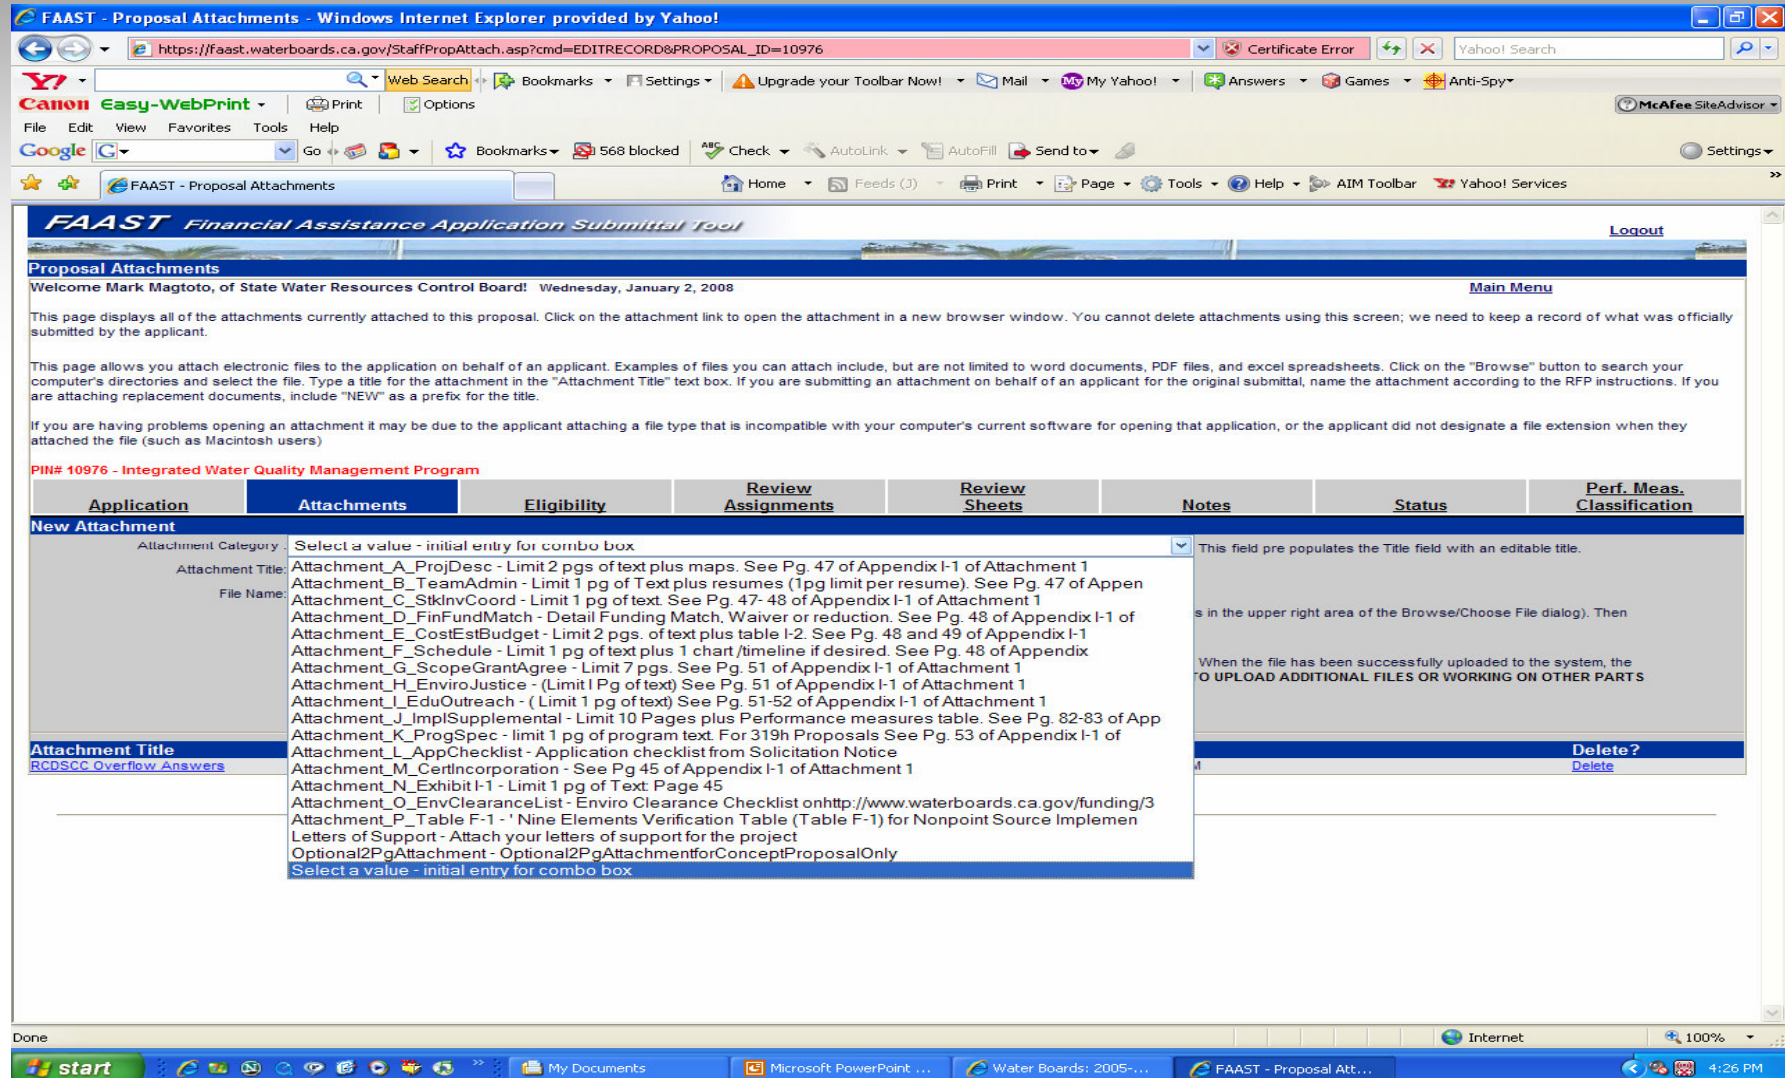 FAAST - Proposal Attachments - Windows Internet Explorer provided by Yahoo!
https://faast.waterboards.ca.gov/StaffPropAttach.asp?cmd=EDITRECORD&PROPOSAL_ID=10976
Certificate Error
Yahoo! Search
Y7
Web Search
Bookmarks
Settings
Upgrade your Toolbar Now!
Mail
My Yahoo!
Answers
Games
Anti-Spy
Canon Easy-WebPrint
Print
Options
McAfee SiteAdvisor
File Edit View Favorites Tools Help
Google G
Go
Bookmarks
568 blocked
ABC Check
AutoLink
AutoFill
Send to
Settings
FAAST - Proposal Attachments
Home
Feeds (J)
Print
Page
Tools
Help
AIM Toolbar
Yahoo! Services
FAAST Financial Assistance Application Submittal Tool
Logout
Proposal Attachments
Welcome Mark Magtoto, of State Water Resources Control Board! Wednesday, January 2, 2008
Main Menu
This page displays all of the attachments currently attached to this proposal. Click on the attachment link to open the attachment in a new browser window. You cannot delete attachments using this screen; we need to keep a record of what was officially
submitted by the applicant.
This page allows you attach electronic files to the application on behalf of an applicant. Examples of files you can attach include, but are not limited to word documents, PDF files, and excel spreadsheets. Click on the "Browse" button to search your
computer's directories and select the file. Type a title for the attachment in the "Attachment Title" text box. If you are submitting an attachment on behalf of an applicant for the original submittal, name the attachment according to the RFP instructions. If you
are attaching replacement documents, include "NEW" as a prefix for the title.
If you are having problems opening an attachment it may be due to the applicant attaching a file type that is incompatible with your computer's current software for opening that application, or the applicant did not designate a file extension when they
attached the file (such as Macintosh users)
PIN# 10976 - Integrated Water Quality Management Program
Application
Attachments
Eligibility
Review Assignments
Review Sheets
Notes
Status
Perf. Meas. Classification
New Attachment
Attachment Category :
Select a value - initial entry for combo box
This field pre populates the Title field with an editable title.
Attachment Title:
File Name:
Attachment_A_ProjDesc - Limit 2 pgs of text plus maps. See Pg. 47 of Appendix I-1 of Attachment 1
Attachment_B_TeamAdmin - Limit 1 pg of Text plus resumes (1pg limit per resume). See Pg. 47 of Appen
Attachment_C_StkInvCoord - Limit 1 pg of text. See Pg. 47- 48 of Appendix I-1 of Attachment 1
Attachment_D_FinFundMatch - Detail Funding Match, Waiver or reduction. See Pg. 48 of Appendix I-1 of
Attachment_E_CostEstBudget - Limit 2 pgs. of text plus table I-2. See Pg. 48 and 49 of Appendix I-1
Attachment_F_Schedule - Limit 1 pg of text plus 1 chart /timeline if desired. See Pg. 48 of Appendix
Attachment_G_ScopeGrantAgree - Limit 7 pgs. See Pg. 51 of Appendix I-1 of Attachment 1
Attachment_H_EnviroJustice - (Limit I Pg of text) See Pg. 51 of Appendix I-1 of Attachment 1
Attachment_I_EduOutreach - ( Limit 1 pg of text) See Pg. 51-52 of Appendix I-1 of Attachment 1
Attachment_J_ImplSupplemental - Limit 10 Pages plus Performance measures table. See Pg. 82-83 of App
Attachment_K_ProgSpec - limit 1 pg of program text. For 319h Proposals See Pg. 53 of Appendix I-1 of
Attachment_L_AppChecklist - Application checklist from Solicitation Notice
Attachment_M_CertIncorporation - See Pg 45 of Appendix I-1 of Attachment 1
Attachment_N_Exhibit I-1 - Limit 1 pg of Text: Page 45
Attachment_O_EnvClearanceList - Enviro Clearance Checklist onhttp://www.waterboards.ca.gov/funding/3
Attachment_P_Table F-1 - ' Nine Elements Verification Table (Table F-1) for Nonpoint Source Implemen
Letters of Support - Attach your letters of support for the project
Optional2PgAttachment - Optional2PgAttachmentforConceptProposalOnly
Select a value - initial entry for combo box
s in the upper right area of the Browse/Choose File dialog). Then
When the file has been successfully uploaded to the system, the
TO UPLOAD ADDITIONAL FILES OR WORKING ON OTHER PARTS
Attachment Title
Delete?
RCDSCC Overflow Answers
M
Delete
Done
Internet
100%
start
My Documents
Microsoft PowerPoint ...
Water Boards: 2005-...
FAAST - Proposal Att...
4:26 PM